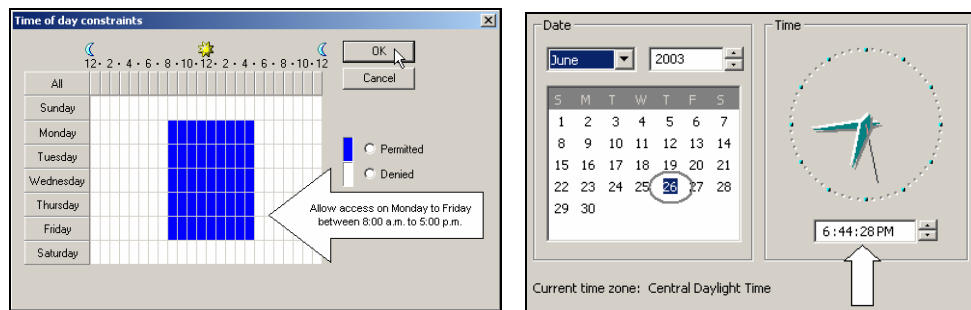 Time of day constraints
12 · 2 · 4 · 6 · 8 · 10 · 12 · 2 · 4 · 6 · 8 · 10 · 12
OK
Cancel
All
Sunday
Monday
Tuesday
Wednesday
Thursday
Friday
Saturday
Permitted
Denied
Allow access on Monday to Friday
between 8:00 a.m. to 5:00 p.m.
Date
June
2003
S M T W T F S
1 2 3 4 5 6 7
8 9 10 11 12 13 14
15 16 17 18 19 20 21
22 23 24 25 26 27 28
29 30
Time
6:44:28 PM
Current time zone: Central Daylight Time